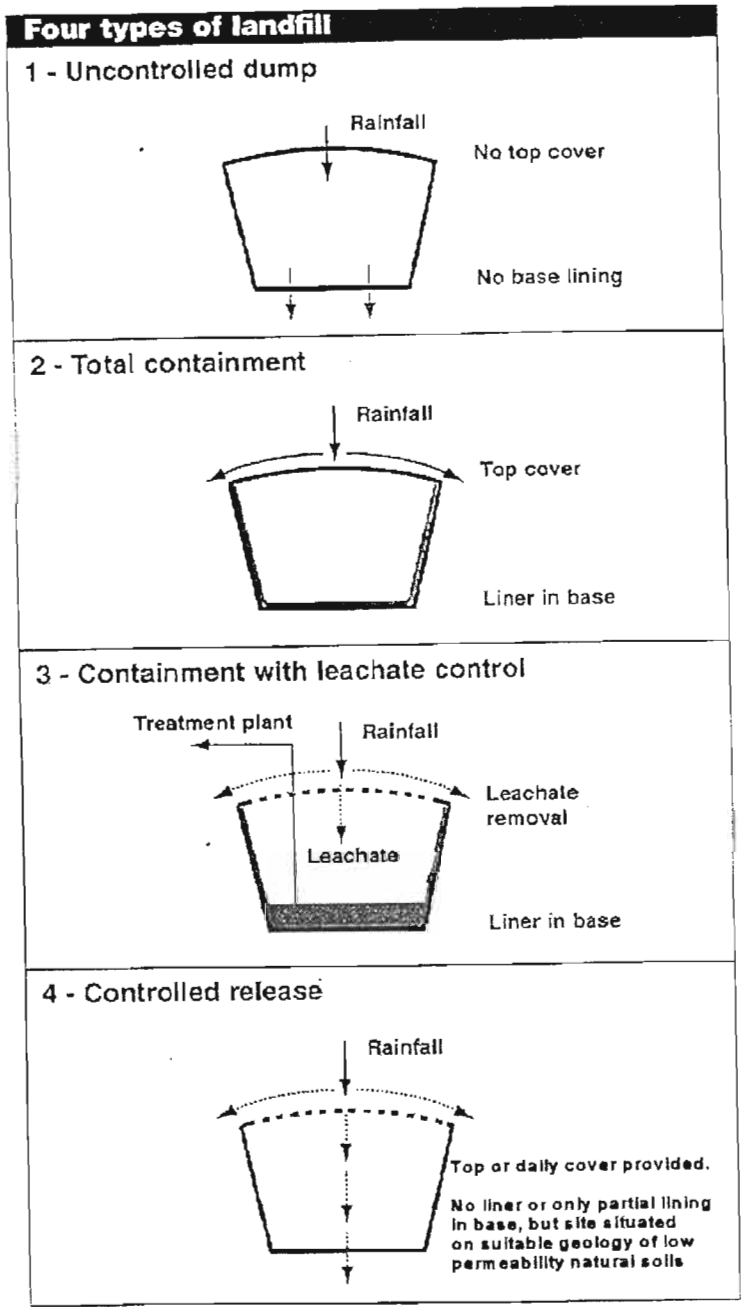 Four types of landfill
1 - Uncontrolled dump
Rainfall
No top cover
No base lining
2 - Total containment
Rainfall
Top cover
Liner in base
3 - Containment with leachate control
Treatment plant
Rainfall
Leachate
removal
Leachate
Liner in base
4 - Controlled release
Rainfall
Top or daily cover provided.
No liner or only partial lining
in base, but site situated
on suitable geology of low
permeability natural soils